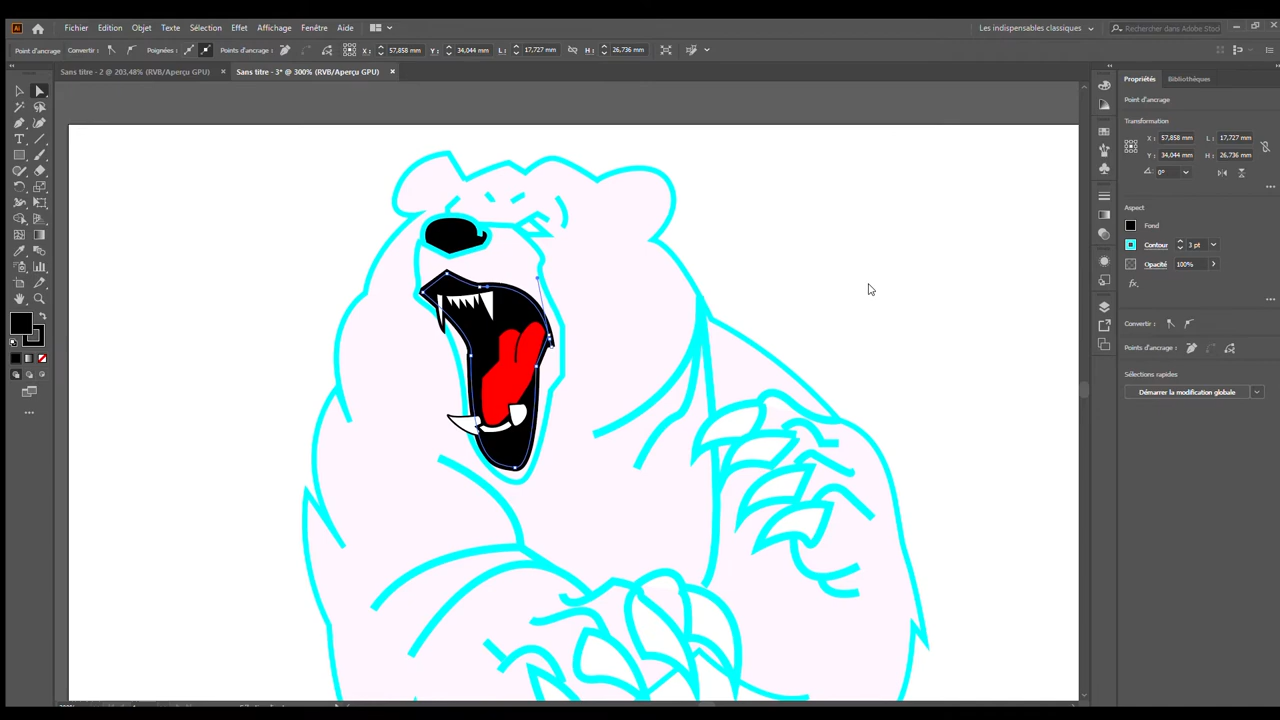 Ai Fichier Edition Objet Texte Sélection Effet Affichage Fenêtre Aide Les indispensables classiques Rechercher dans Adobe Stock
Point d'ancrage Convertir : Poignées : Points d'ancrage : X : 57,858 mm Y : 34,044 mm L : 17,727 mm H : 26,736 mm
Sans titre - 2 @ 203,48% (RVB/Aperçu GPU) × Sans titre - 3* @ 300% (RVB/Aperçu GPU) ×
Propriétés Bibliothèques
Point d'ancrage
Transformation
X : 57,858 mm L : 17,727 mm
Y : 34,044 mm H : 26,736 mm
0°
Aspect
Fond
Contour 3 pt
Opacité 100%
fx.
Convertir :
Points d'ancrage :
Sélections rapides
Démarrer la modification globale